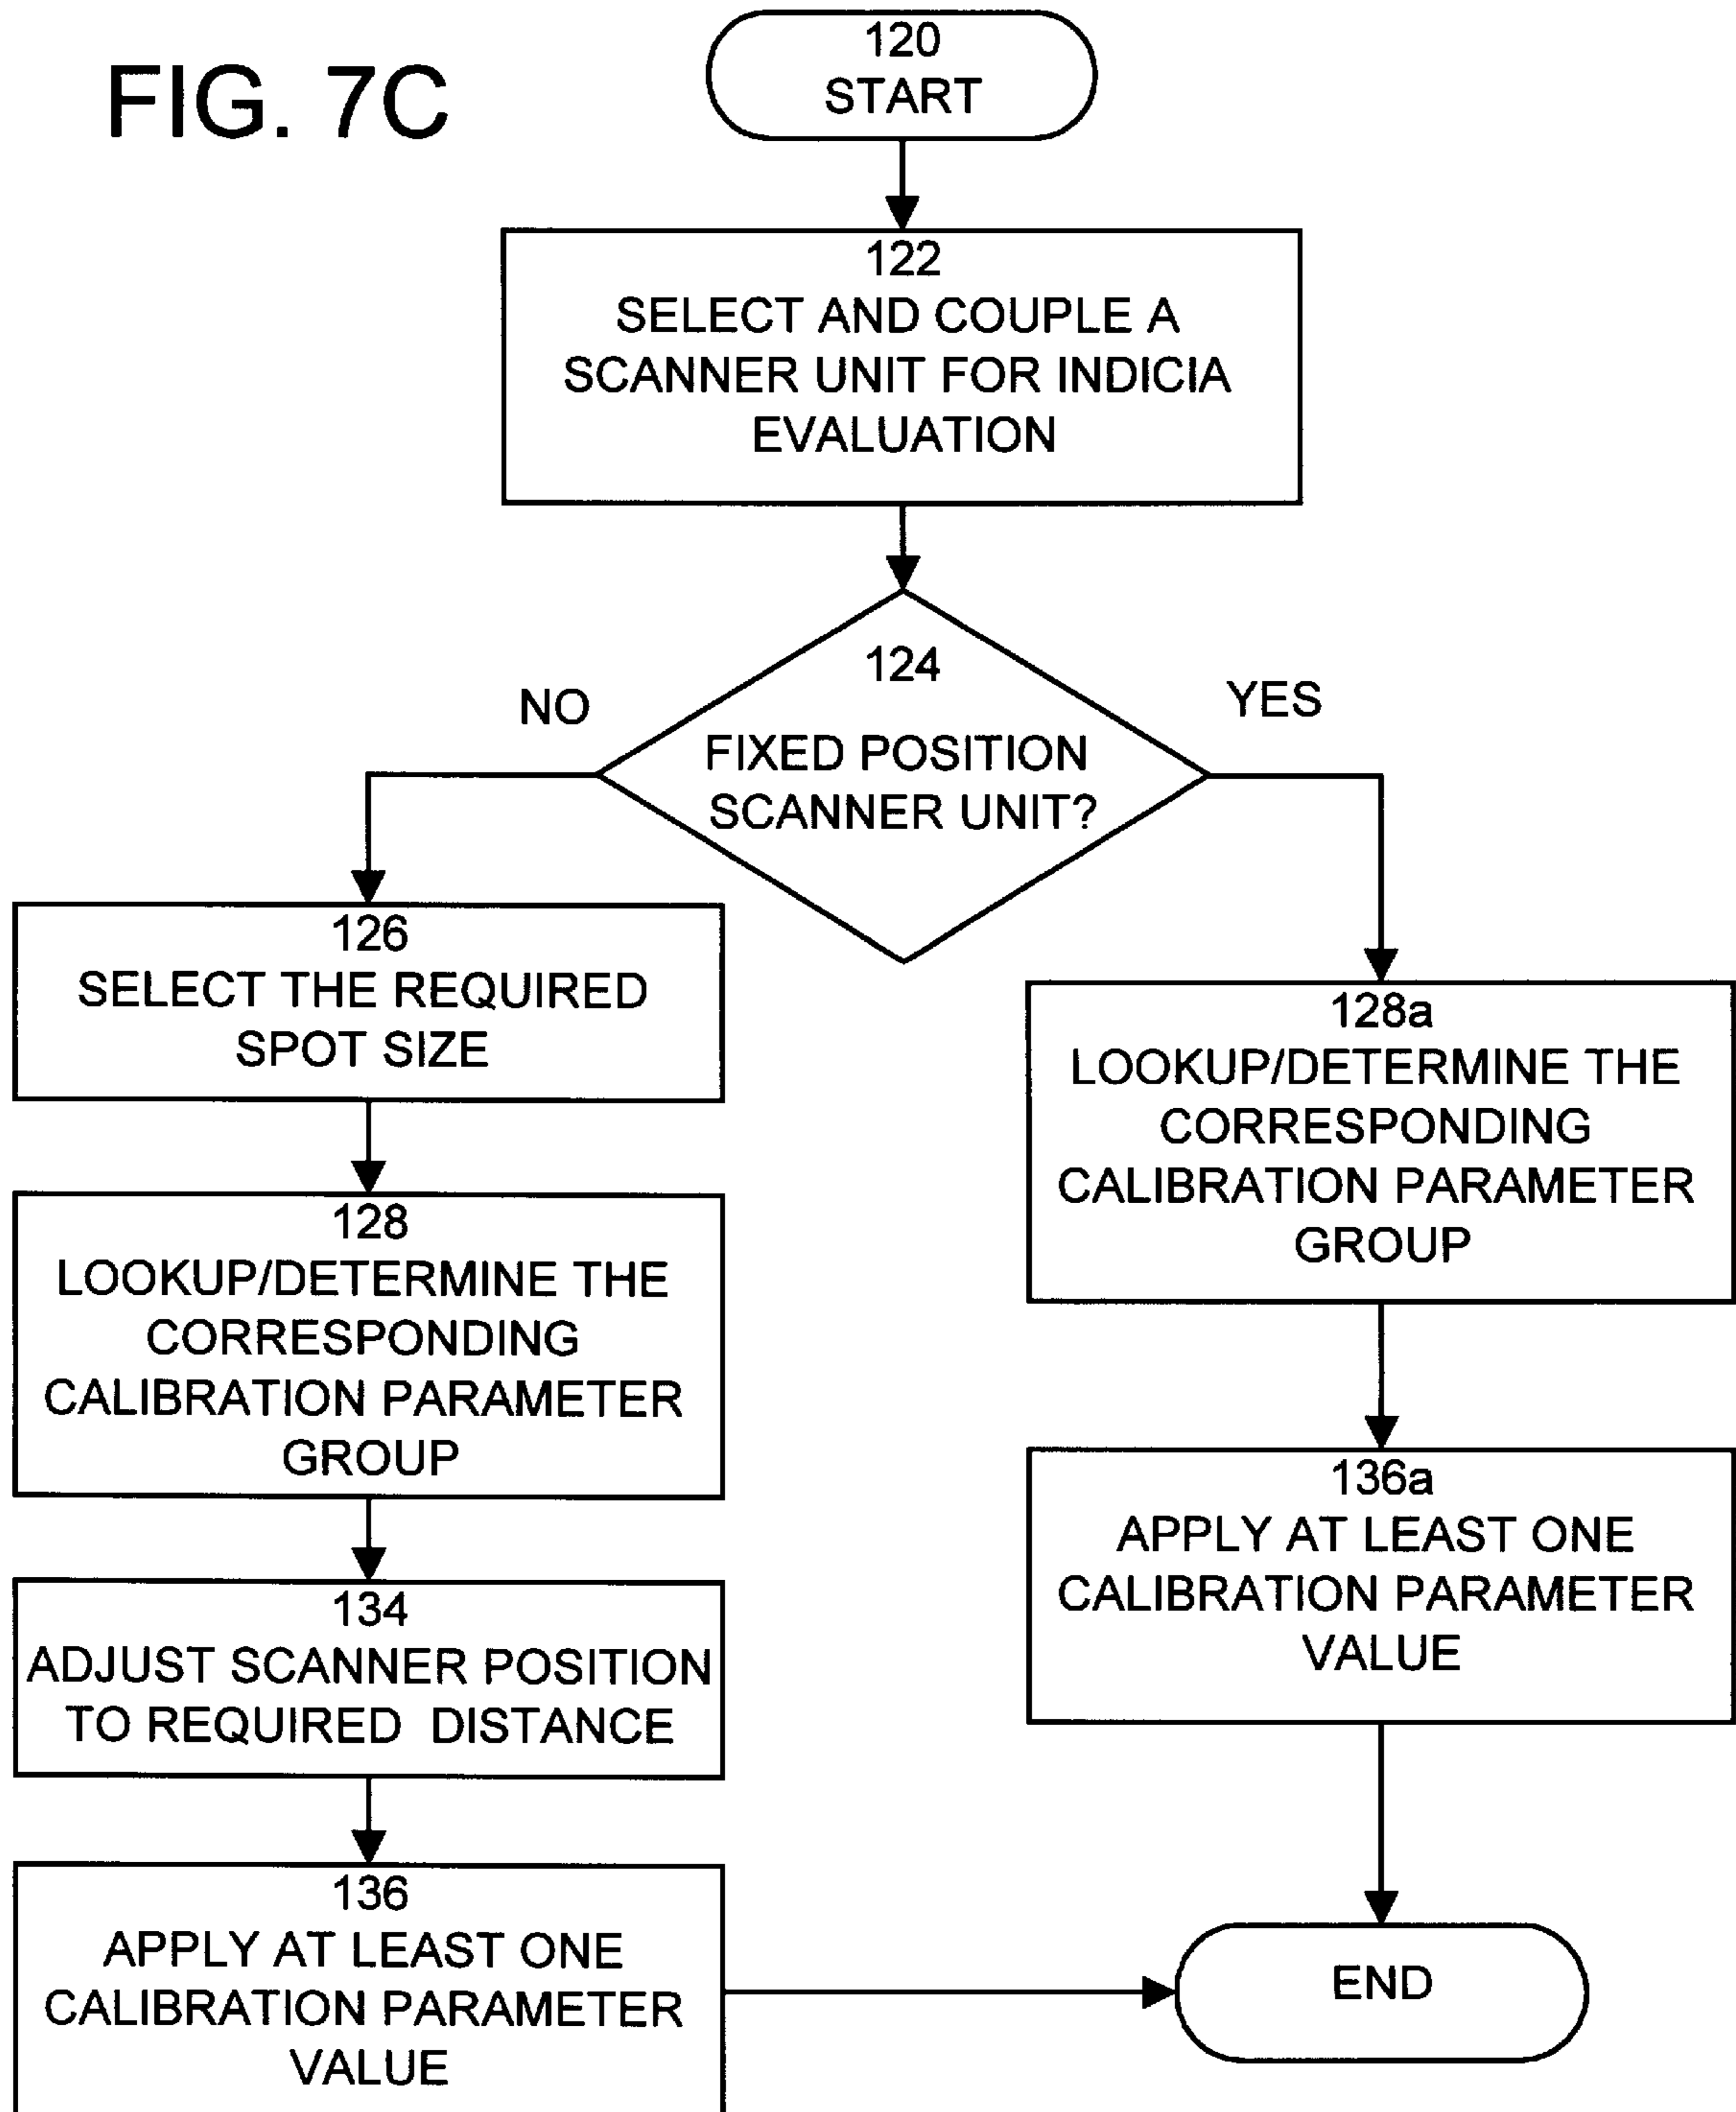 FIG. 7C
120
START
122
SELECT AND COUPLE A
SCANNER UNIT FOR INDICIA
EVALUATION
124
FIXED POSITION
SCANNER UNIT?
NO
YES
126
SELECT THE REQUIRED
SPOT SIZE
128
LOOKUP/DETERMINE THE
CORRESPONDING
CALIBRATION PARAMETER
GROUP
134
ADJUST SCANNER POSITION
TO REQUIRED DISTANCE
136
APPLY AT LEAST ONE
CALIBRATION PARAMETER
VALUE
128a
LOOKUP/DETERMINE THE
CORRESPONDING
CALIBRATION PARAMETER
GROUP
136a
APPLY AT LEAST ONE
CALIBRATION PARAMETER
VALUE
END